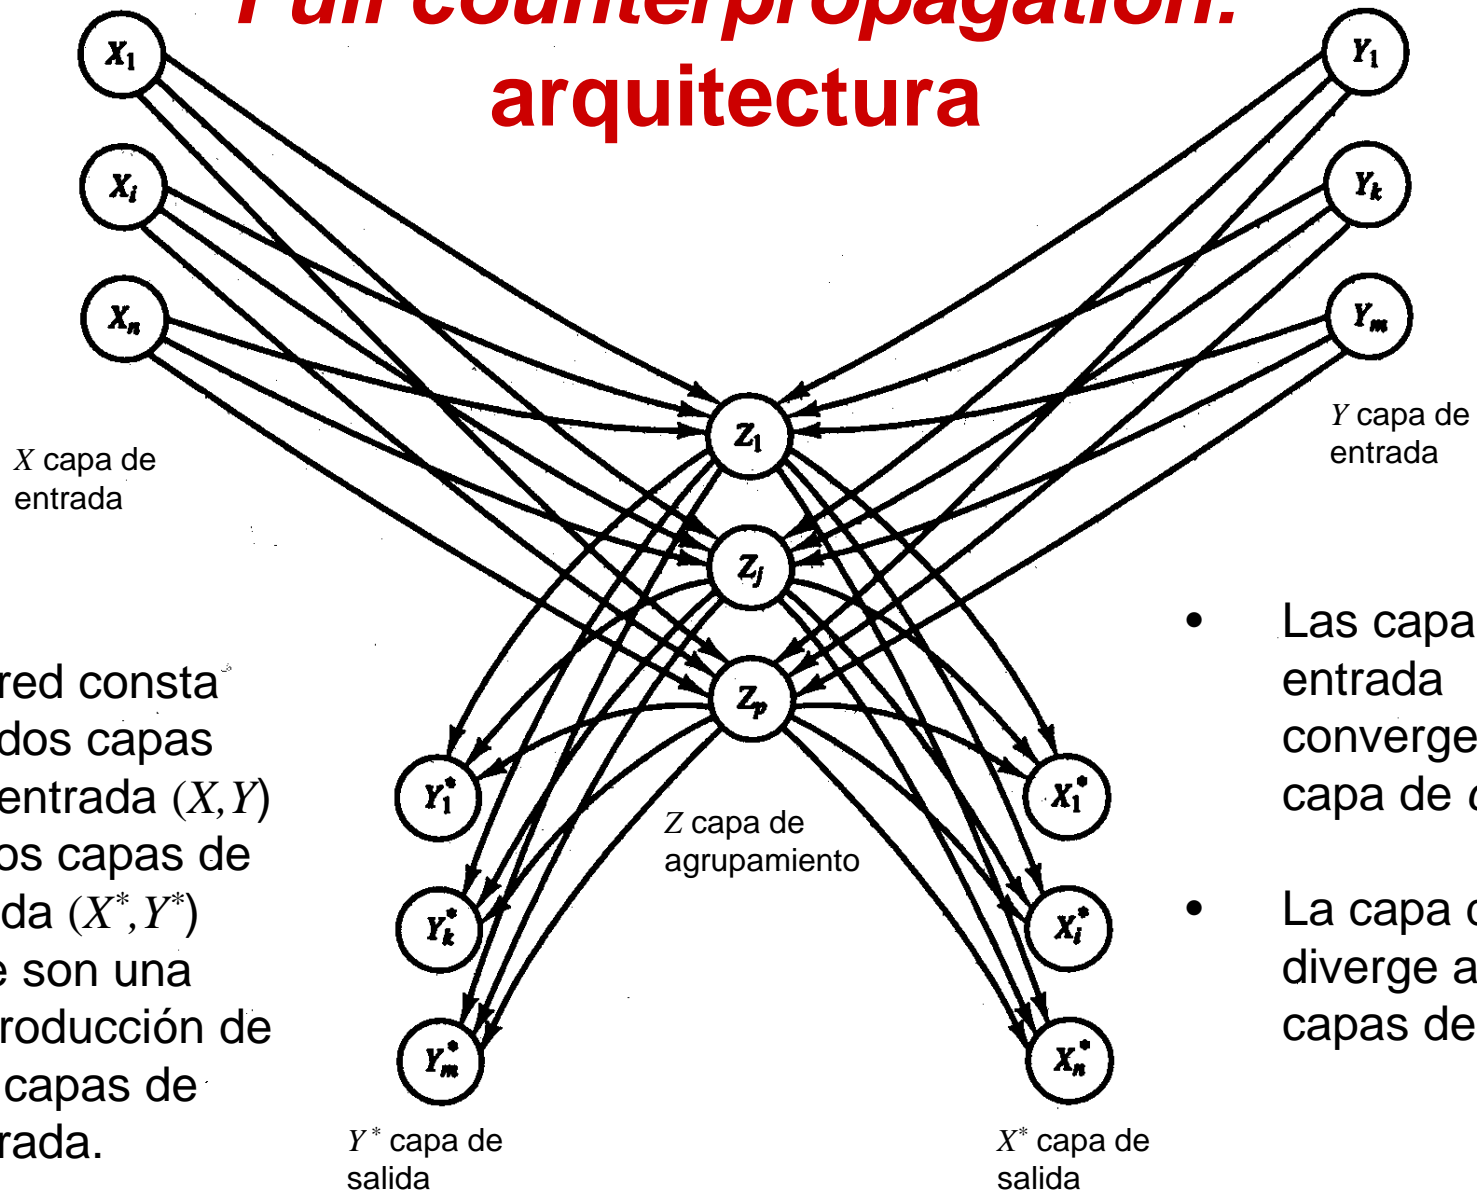 Full counterpropagation:
arquitectura
X₁
Xᵢ
Xₙ
Y₁
Yₖ
Yₘ
X capa de
entrada
Y capa de
entrada
Z₁
Zⱼ
Zₚ
red consta
dos capas
entrada (X,Y)
os capas de
da (X*,Y*)
e son una
roducción de
capas de
rada.
Y₁*
Yₖ*
Yₘ*
Z capa de
agrupamiento
X₁*
Xᵢ*
Xₙ*
Y* capa de
salida
X* capa de
salida
• Las capa
entrada
converge
capa de
• La capa
diverge a
capas de